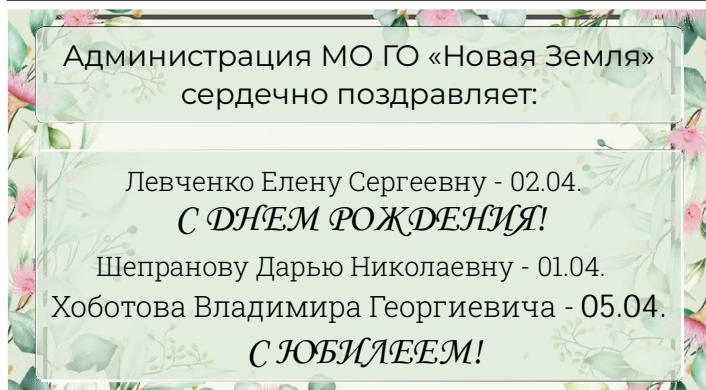 Администрация МО ГО «Новая Земля»
сердечно поздравляет:
Левченко Елену Сергеевну - 02.04.
С ДНЕМ РОЖДЕНИЯ!
Шепранову Дарью Николаевну - 01.04.
Хоботова Владимира Георгиевича - 05.04.
С ЮБИЛЕЕМ!